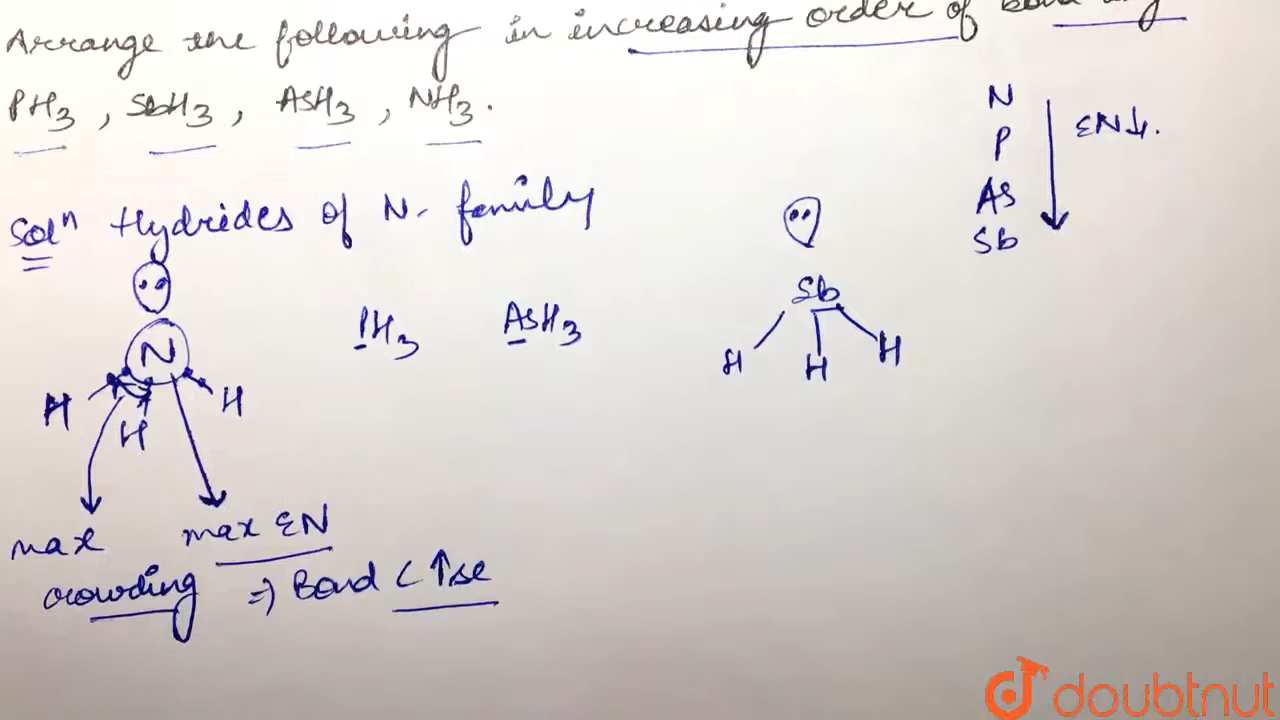 Arrange the following in increasing order of Bond
PH3 , SbH3 , AsH3 , NH3 .
N
P
As
Sb
EN↓.
Soln Hydrides of N- family
N
H
H
H
PH3
AsH3
Sb
H
H
H
max
crowding
max EN
⇒ Bond < ↑se
doubtnut